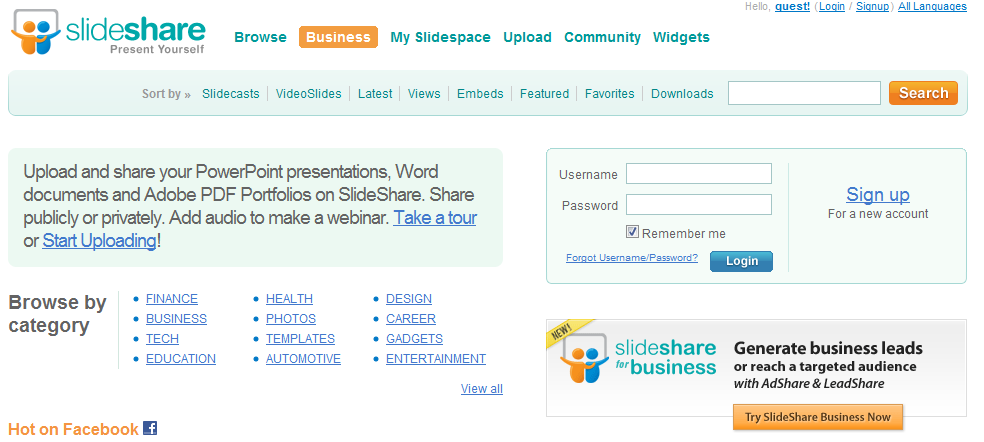 Hello, guest! (Login / Signup) All Languages
slideshare
Present Yourself
Browse Business My Slidespace Upload Community Widgets
Sort by » Slidecasts VideoSlides Latest Views Embeds Featured Favorites Downloads Search
Upload and share your PowerPoint presentations, Word
documents and Adobe PDF Portfolios on SlideShare. Share
publicly or privately. Add audio to make a webinar. Take a tour
or Start Uploading!
Username
Password
Remember me
Forgot Username/Password? Login
Sign up
For a new account
Browse by
category
FINANCE HEALTH DESIGN
BUSINESS PHOTOS CAREER
TECH TEMPLATES GADGETS
EDUCATION AUTOMOTIVE ENTERTAINMENT
View all
NEW!
slideshare
for business
Generate business leads
or reach a targeted audience
with AdShare & LeadShare
Try SlideShare Business Now
Hot on Facebook f